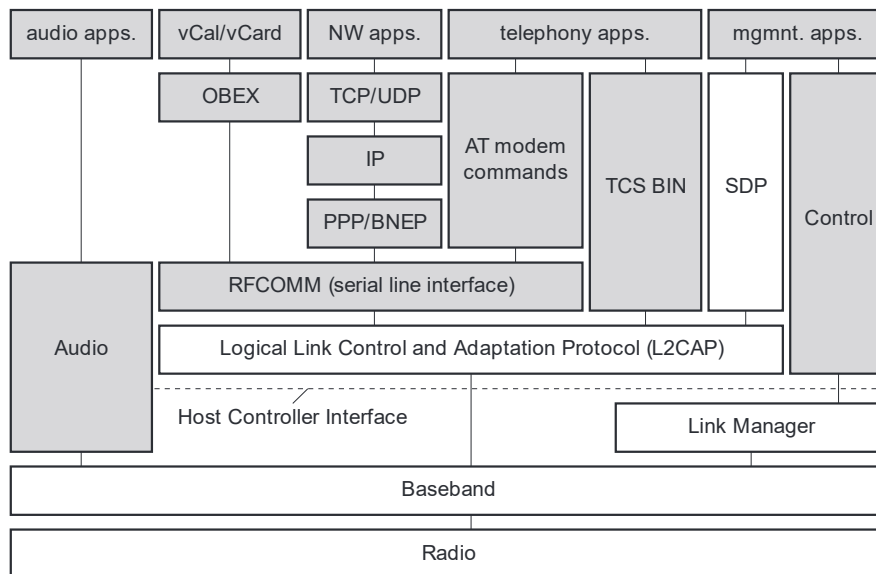 audio apps.
vCal/vCard
NW apps.
telephony apps.
mgmnt. apps.
OBEX
TCP/UDP
AT modem
commands
TCS BIN
SDP
Control
IP
PPP/BNEP
RFCOMM (serial line interface)
Audio
Logical Link Control and Adaptation Protocol (L2CAP)
Host Controller Interface
Link Manager
Baseband
Radio